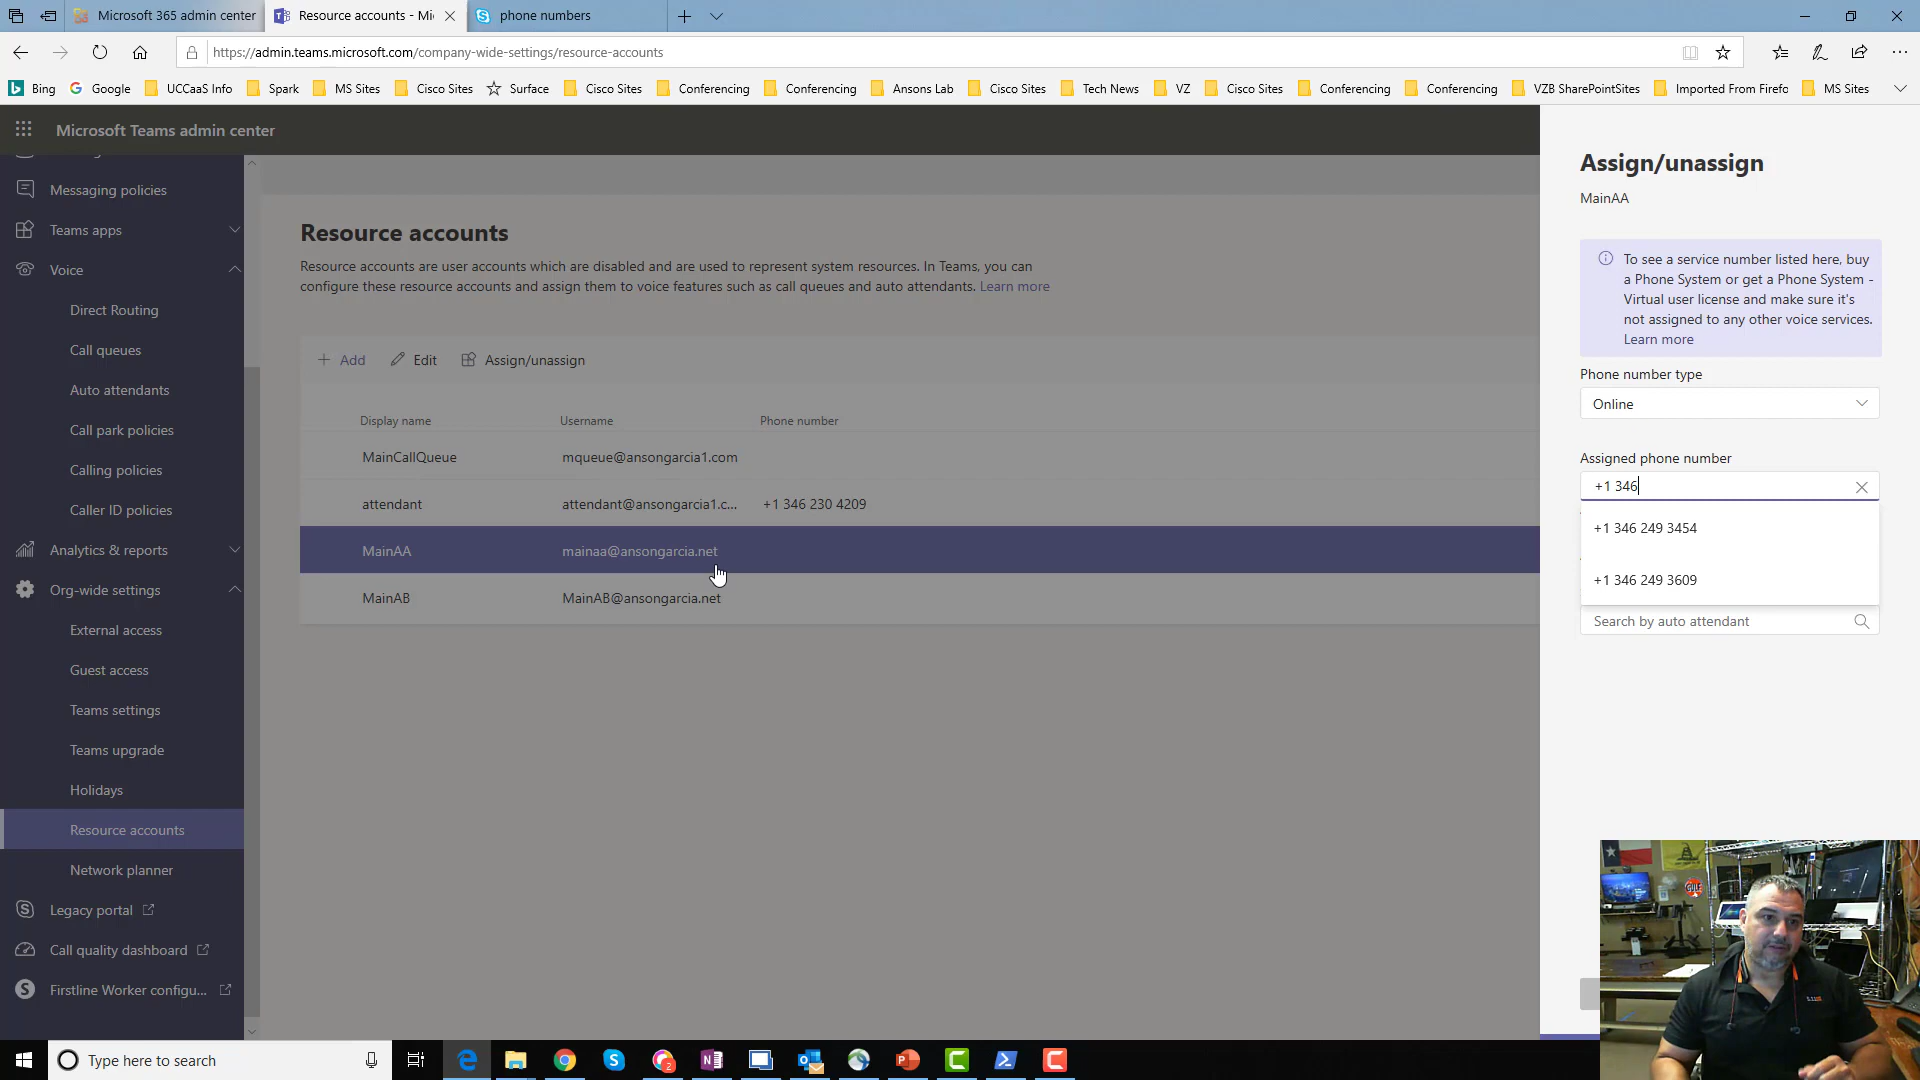 Microsoft 365 admin center
Resource accounts - Mi
phone numbers
https://admin.teams.microsoft.com/company-wide-settings/resource-accounts
Bing
Google
UCCaaS Info
Spark
MS Sites
Cisco Sites
Surface
Cisco Sites
Conferencing
Conferencing
Ansons Lab
Cisco Sites
Tech News
VZ
Cisco Sites
Conferencing
Conferencing
VZB SharePointSites
Imported From Firefo
MS Sites
Microsoft Teams admin center
Messaging policies
Teams apps
Voice
Direct Routing
Call queues
Auto attendants
Call park policies
Calling policies
Caller ID policies
Analytics & reports
Org-wide settings
External access
Guest access
Teams settings
Teams upgrade
Holidays
Resource accounts
Network planner
Legacy portal
Call quality dashboard
Firstline Worker configu...
Resource accounts
Resource accounts are user accounts which are disabled and are used to represent system resources. In Teams, you can
configure these resource accounts and assign them to voice features such as call queues and auto attendants. Learn more
Add
Edit
Assign/unassign
Display name
Username
Phone number
MainCallQueue
mqueue@ansongarcia1.com
attendant
attendant@ansongarcia1.c...
+1 346 230 4209
MainAA
mainaa@ansongarcia.net
MainAB
MainAB@ansongarcia.net
Assign/unassign
MainAA
To see a service number listed here, buy
a Phone System or get a Phone System -
Virtual user license and make sure it's
not assigned to any other voice services.
Learn more
Phone number type
Online
Assigned phone number
+1 346
+1 346 249 3454
+1 346 249 3609
Search by auto attendant
Type here to search
2